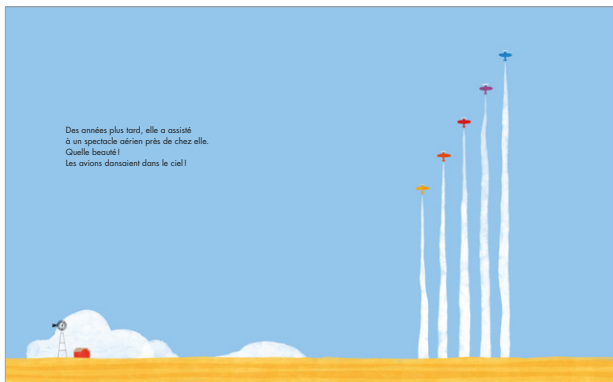 Des années plus tard, elle a assisté
à un spectacle aérien près de chez elle.
Quelle beauté !
Les avions dansaient dans le ciel !